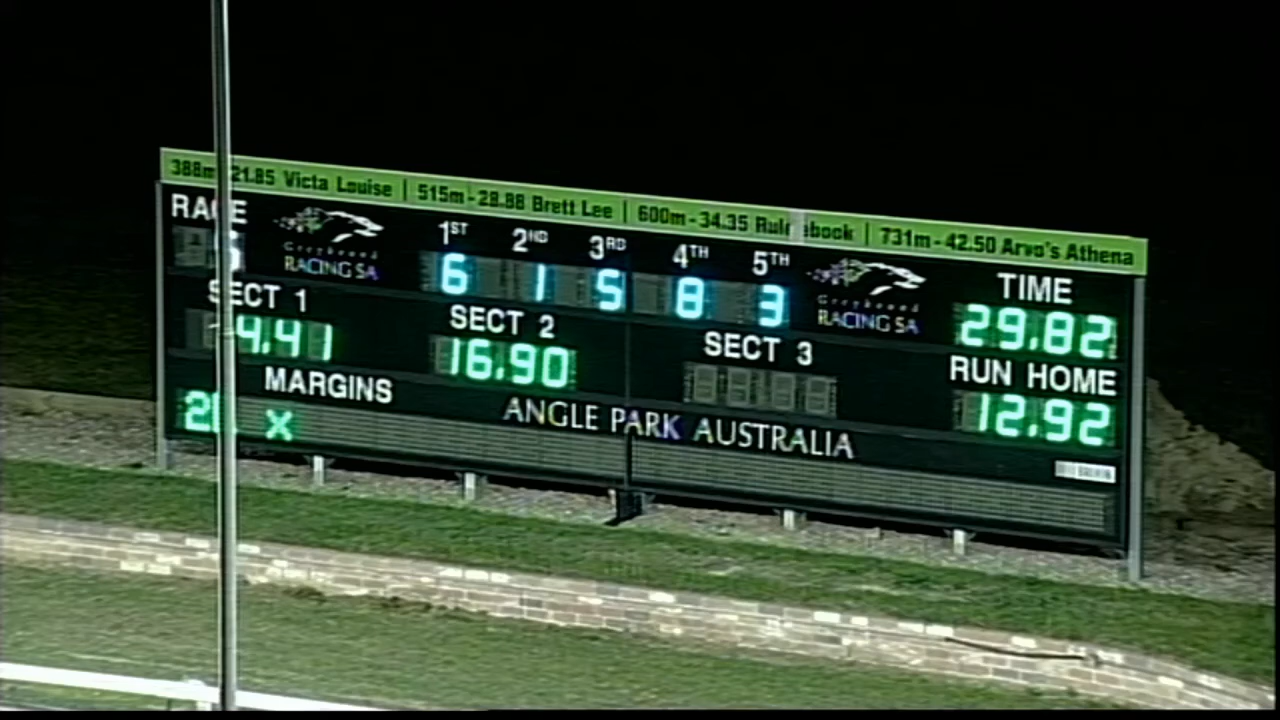 388m 21.85 Victa Louise | 515m - 28.88 Brett Lee | 600m - 34.35 | 731m - 42.50 Arvo's Athena
RACE
Greyhound
RACING SA
1ST 2ND 3RD 4TH 5TH
6 1 5 8 3
Greyhound
RACING SA
TIME
29.82
SECT 1
4.41
SECT 2
16.90
SECT 3
RUN HOME
12.92
MARGINS
x
ANGLE PARK AUSTRALIA